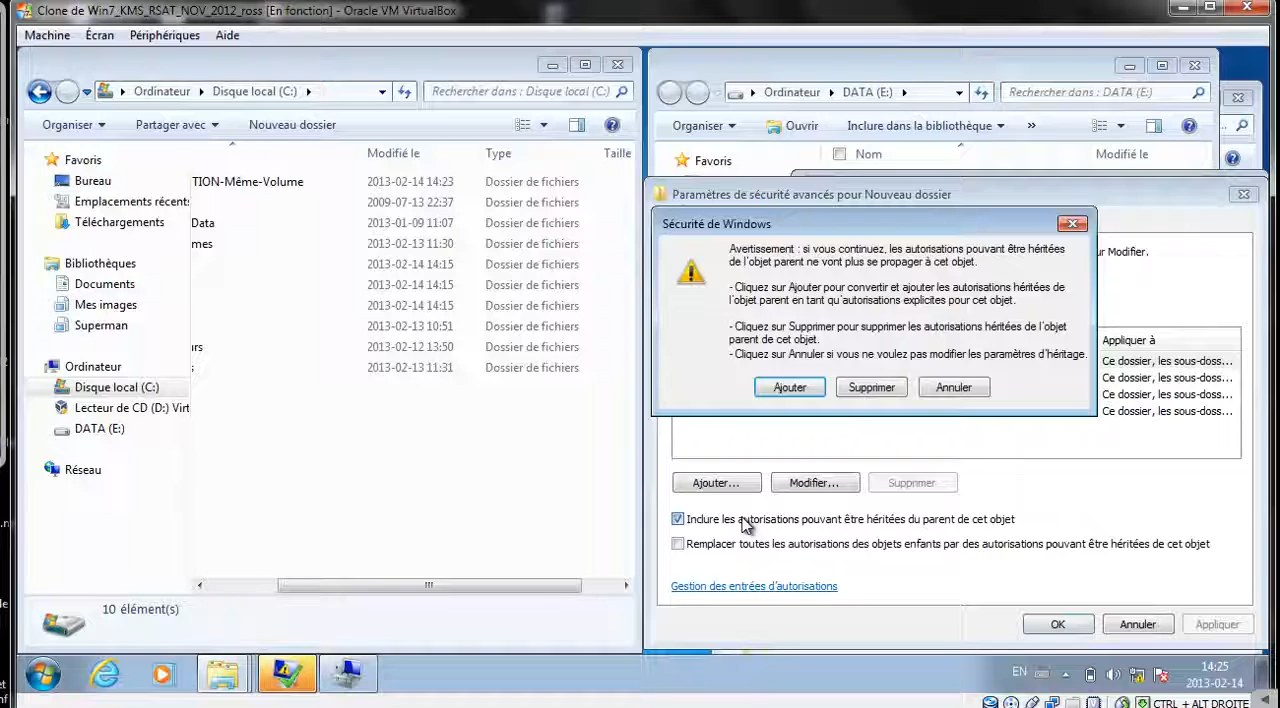 Clone de Win7_KMS_RSAT_NOV_2012_ross [En fonction] - Oracle VM VirtualBox
Machine Écran Périphériques Aide
Ordinateur Disque local (C:) Rechercher dans : Disque local (C:)
Organiser Partager avec Nouveau dossier
Favoris
Bureau
Emplacements récents
Téléchargements
Bibliothèques
Documents
Mes images
Superman
Ordinateur
Disque local (C:)
Lecteur de CD (D:) Virt
DATA (E:)
Réseau
Modifié le Type Taille
TION-Même-Volume 2013-02-14 14:23 Dossier de fichiers
2009-07-13 22:37 Dossier de fichiers
Data 2013-01-09 11:07 Dossier de fichiers
mes 2013-02-13 11:30 Dossier de fichiers
2013-02-14 14:15 Dossier de fichiers
2013-02-14 14:15 Dossier de fichiers
2013-02-14 14:15 Dossier de fichiers
2013-02-13 10:51 Dossier de fichiers
rs 2013-02-12 13:50 Dossier de fichiers
2013-02-13 11:31 Dossier de fichiers
10 élément(s)
Ordinateur DATA (E:) Rechercher dans : DATA (E:)
Organiser Ouvrir Inclure dans la bibliothèque »
Favoris Nom Modifié le
Paramètres de sécurité avancés pour Nouveau dossier
ur Modifier.
Sécurité de Windows
Avertissement : si vous continuez, les autorisations pouvant être héritées
de l'objet parent ne vont plus se propager à cet objet.
- Cliquez sur Ajouter pour convertir et ajouter les autorisations héritées de
l'objet parent en tant qu'autorisations explicites pour cet objet.
- Cliquez sur Supprimer pour supprimer les autorisations héritées de l'objet
parent de cet objet.
- Cliquez sur Annuler si vous ne voulez pas modifier les paramètres d'héritage.
Ajouter Supprimer Annuler
Appliquer à
Ce dossier, les sous-doss...
Ce dossier, les sous-doss...
Ce dossier, les sous-doss...
Ce dossier, les sous-doss...
Ajouter... Modifier... Supprimer
Inclure les autorisations pouvant être héritées du parent de cet objet
Remplacer toutes les autorisations des objets enfants par des autorisations pouvant être héritées de cet objet
Gestion des entrées d'autorisations
OK Annuler Appliquer
EN 14:25
2013-02-14
CTRL + ALT DROITE